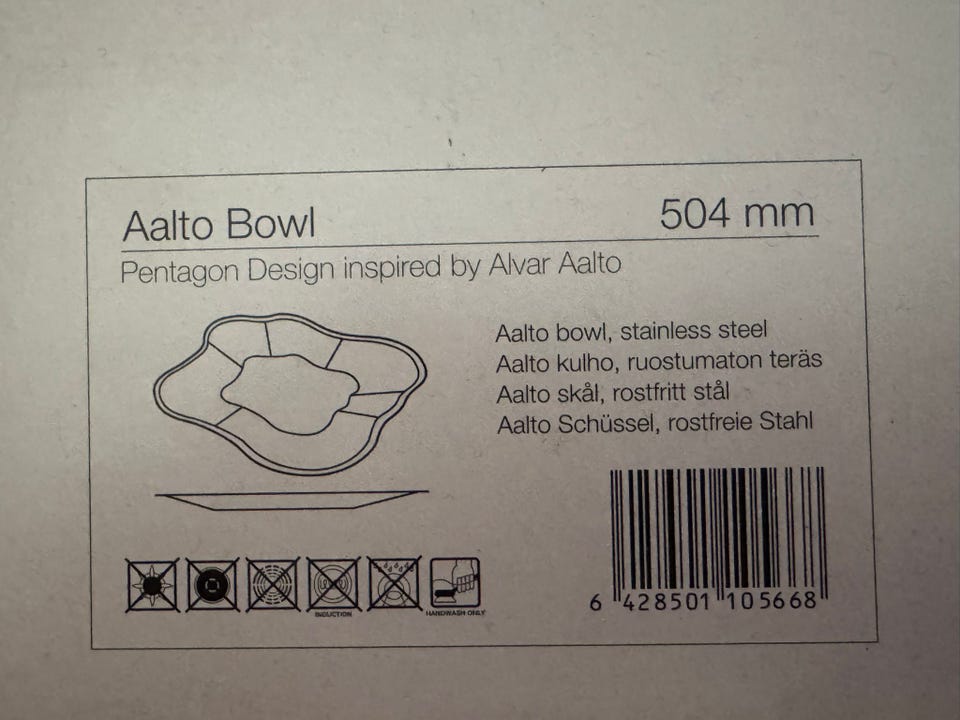 Aalto Bowl 504 mm
Pentagon Design inspired by Alvar Aalto
Aalto bowl, stainless steel
Aalto kulho, ruostumaton teräs
Aalto skål, rostfritt stål
Aalto Schüssel, rostfreie Stahl
INDUCTION
HANDWASH ONLY
6 428501 105668